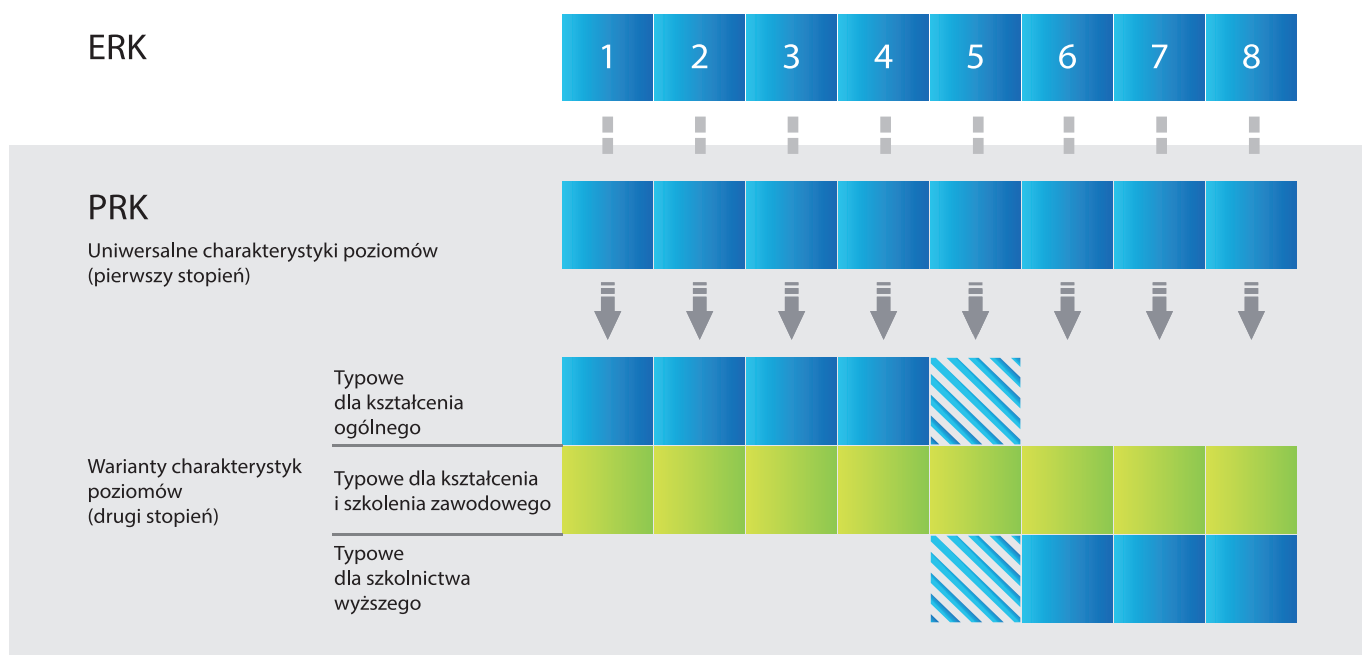 ERK
1 2 3 4 5 6 7 8
PRK
Uniwersalne charakterystyki poziomów
(pierwszy stopień)
Typowe
dla kształcenia
ogólnego
Warianty charakterystyk
poziomów
(drugi stopień)
Typowe dla kształcenia
i szkolenia zawodowego
Typowe
dla szkolnictwa
wyższego